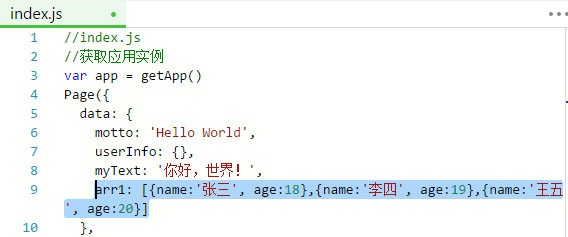 index.js
1 //index.js
2 //获取应用实例
3 var app = getApp()
4 Page({
5 data: {
6 motto: 'Hello World',
7 userInfo: {},
8 myText: '你好，世界！',
9 arr1: [{name:'张三', age:18},{name:'李四', age:19},{name:'王五
', age:20}]
10 },